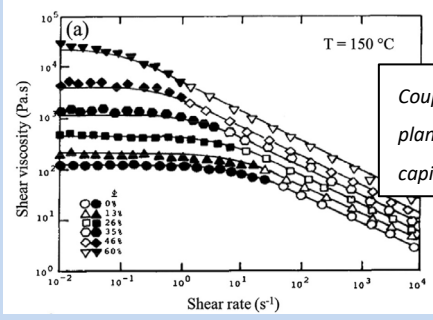 (a)
T = 150 °C
Coup
plan
capi
Shear viscosity (Pa.s)
10⁵
10⁴
10³
10²
10¹
10⁰
Φ
0%
13%
26%
35%
46%
60%
10⁻² 10⁻¹ 10⁰ 10¹ 10² 10³ 10⁴
Shear rate (s⁻¹)